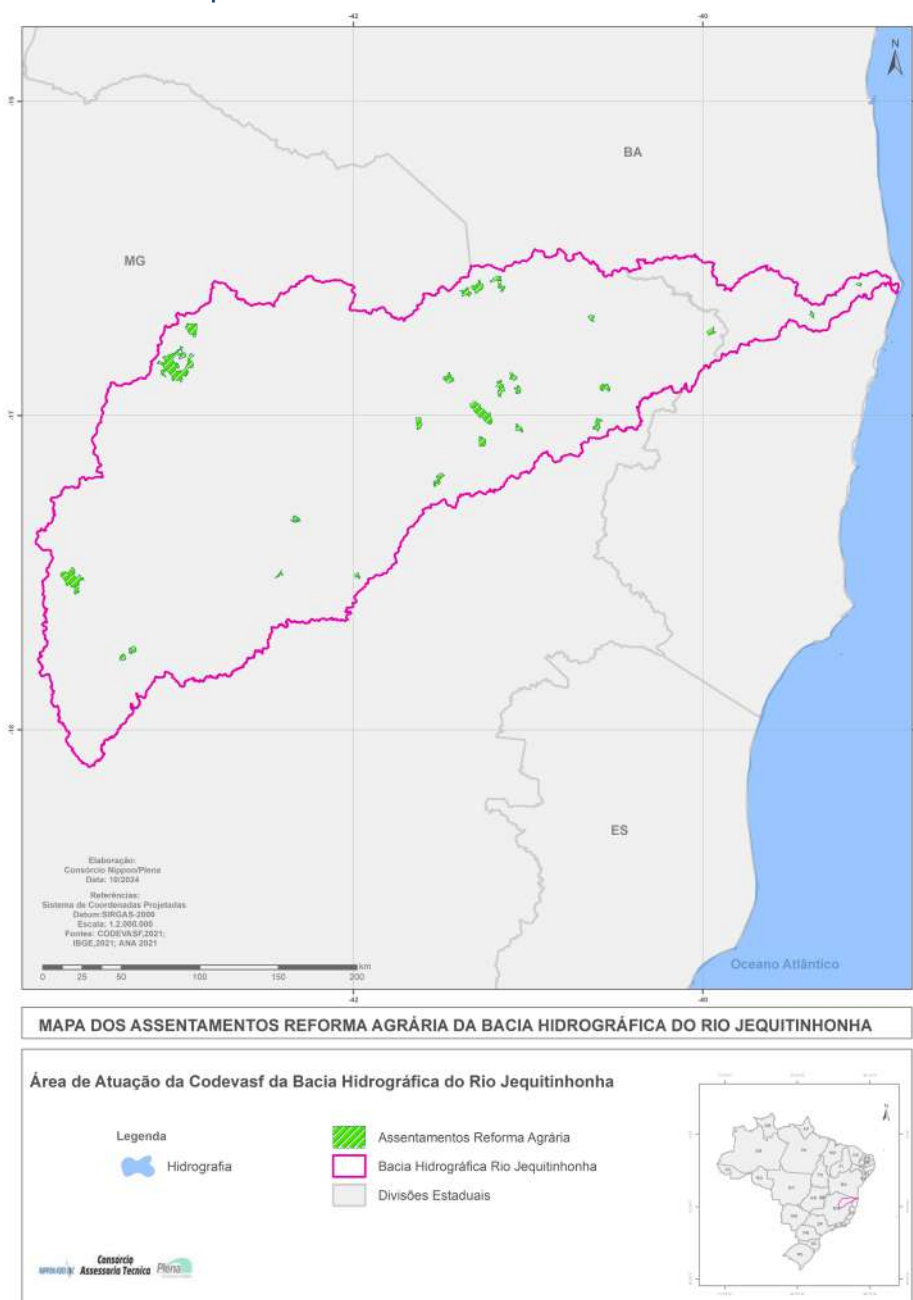 -42
-40
N
BA
MG
ES
Elaboração:
Consórcio Nippon/Plena
Data: 10/2024
Referências:
Sistema de Coordenadas Projetadas
Datum:SIRGAS-2000
Escala: 1.2.000.000
Fontes: CODEVASF,2021;
IBGE,2021; ANA 2021
km
0 25 50 100 150 200
Oceano Atlântico
-42
-40
MAPA DOS ASSENTAMENTOS REFORMA AGRÁRIA DA BACIA HIDROGRÁFICA DO RIO JEQUITINHONHA
Área de Atuação da Codevasf da Bacia Hidrográfica do Rio Jequitinhonha
Legenda
Hidrografia
Assentamentos Reforma Agrária
Bacia Hidrográfica Rio Jequitinhonha
Divisões Estaduais
N
Consórcio
Assessoria Tecnica
Plena